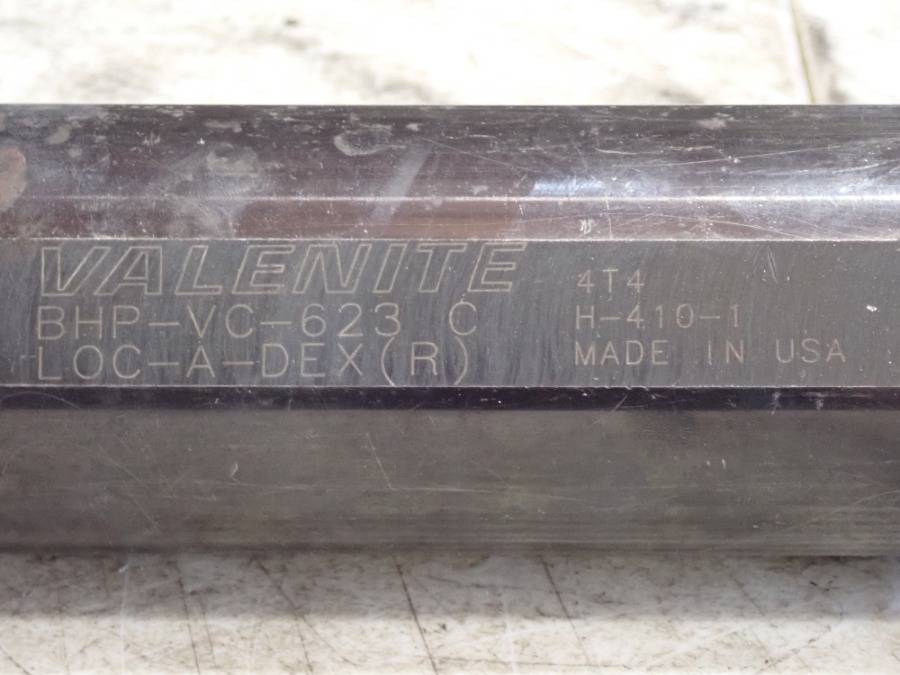 VALENITE
BHP-VC-623 C
LOC-A-DEX(R)
4T4
H-410-1
MADE IN USA